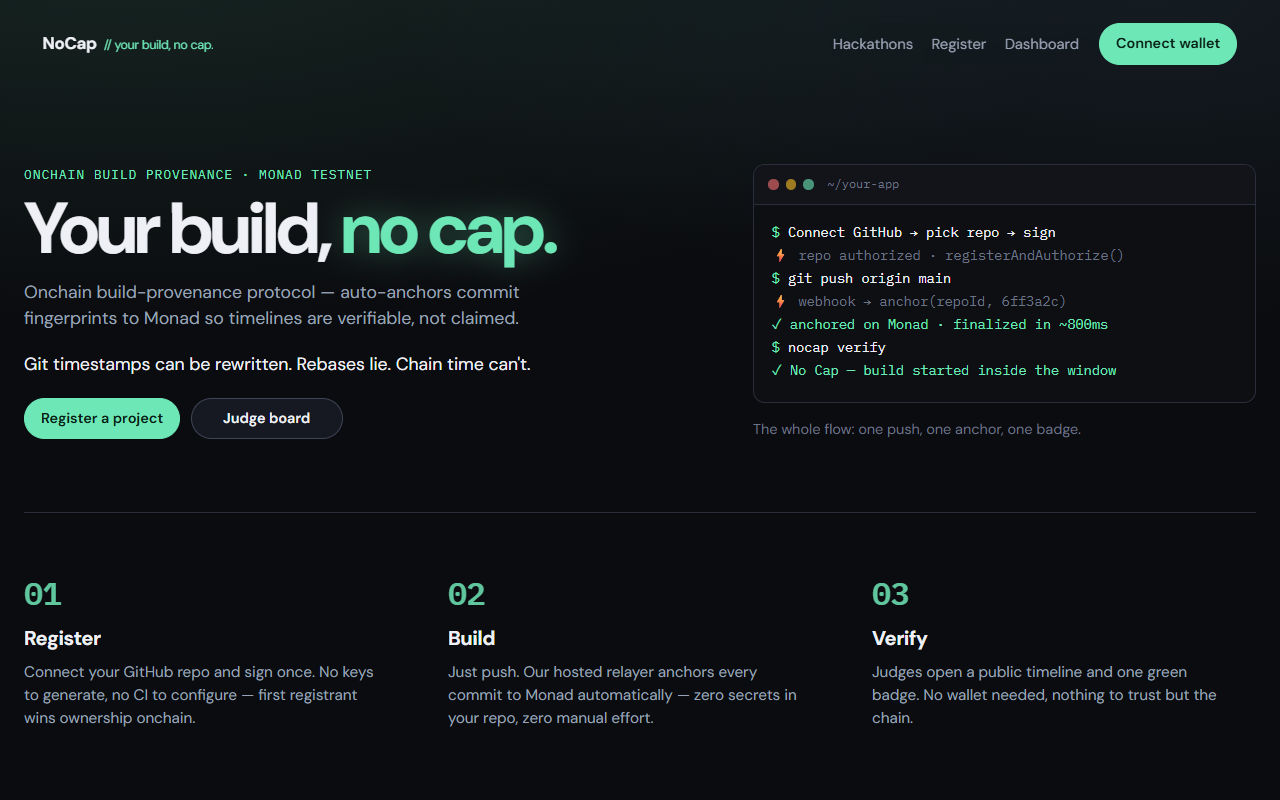 NoCap // your build, no cap.
Hackathons Register Dashboard Connect wallet
ONCHAIN BUILD PROVENANCE · MONAD TESTNET
Your build, no cap.
Onchain build-provenance protocol — auto-anchors commit
fingerprints to Monad so timelines are verifiable, not claimed.
Git timestamps can be rewritten. Rebases lie. Chain time can't.
Register a project Judge board
~/your-app
$ Connect GitHub → pick repo → sign
⚡ repo authorized · registerAndAuthorize()
$ git push origin main
⚡ webhook → anchor(repoId, 6ff3a2c)
✓ anchored on Monad · finalized in ~800ms
$ nocap verify
✓ No Cap — build started inside the window
The whole flow: one push, one anchor, one badge.
01
Register
Connect your GitHub repo and sign once. No keys
to generate, no CI to configure — first registrant
wins ownership onchain.
02
Build
Just push. Our hosted relayer anchors every
commit to Monad automatically — zero secrets in
your repo, zero manual effort.
03
Verify
Judges open a public timeline and one green
badge. No wallet needed, nothing to trust but the
chain.